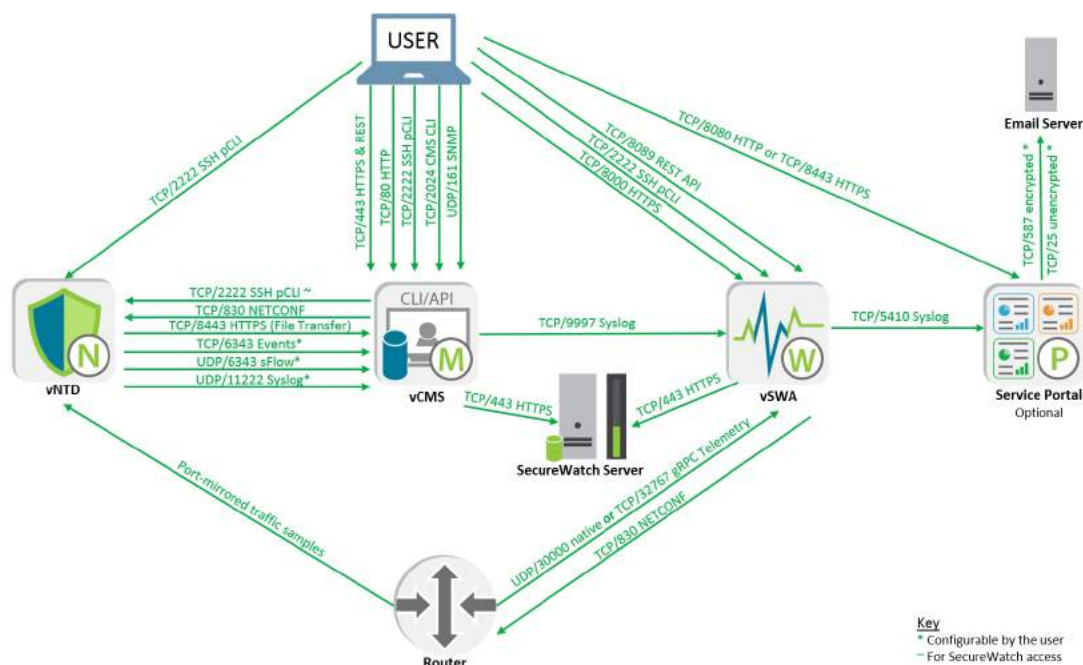 USER
Email Server
TCP/2222 SSH pCLI
TCP/443 HTTPS & REST
TCP/80 HTTP
TCP/2222 SSH pCLI
TCP/2024 CMS CLI
UDP/161 SNMP
TCP/8089 REST API
TCP/2222 SSH pCLI
TCP/8000 HTTPS
TCP/8080 HTTP or TCP/8443 HTTPS
TCP/587 encrypted *
TCP/25 unencrypted *
N
vNTD
TCP/2222 SSH pCLI ~
TCP/830 NETCONF
TCP/8443 HTTPS (File Transfer)
TCP/6343 Events*
UDP/6343 sFlow*
UDP/11222 Syslog*
CLI/API
M
vCMS
TCP/9997 Syslog
W
vSWA
TCP/5410 Syslog
P
Service Portal
Optional
TCP/443 HTTPS
TCP/443 HTTPS
SecureWatch Server
Port-mirrored traffic samples
UDP/30000 native or TCP/32767 gRPC Telemetry
TCP/830 NETCONF
Router
Key
* Configurable by the user
~ For SecureWatch access